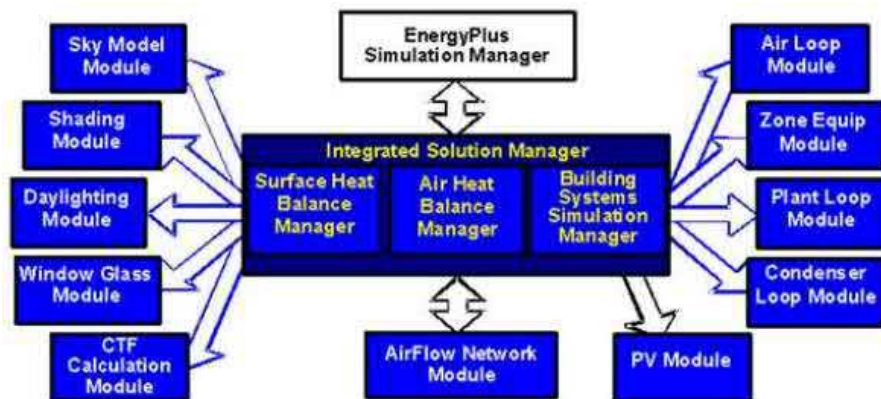 Sky Model
Module
Shading
Module
Daylighting
Module
Window Glass
Module
CTF
Calculation
Module
EnergyPlus
Simulation Manager
Integrated Solution Manager
Surface Heat
Balance
Manager
Air Heat
Balance
Manager
Building
Systems
Simulation
Manager
AirFlow Network
Module
PV Module
Air Loop
Module
Zone Equip
Module
Plant Loop
Module
Condenser
Loop Module